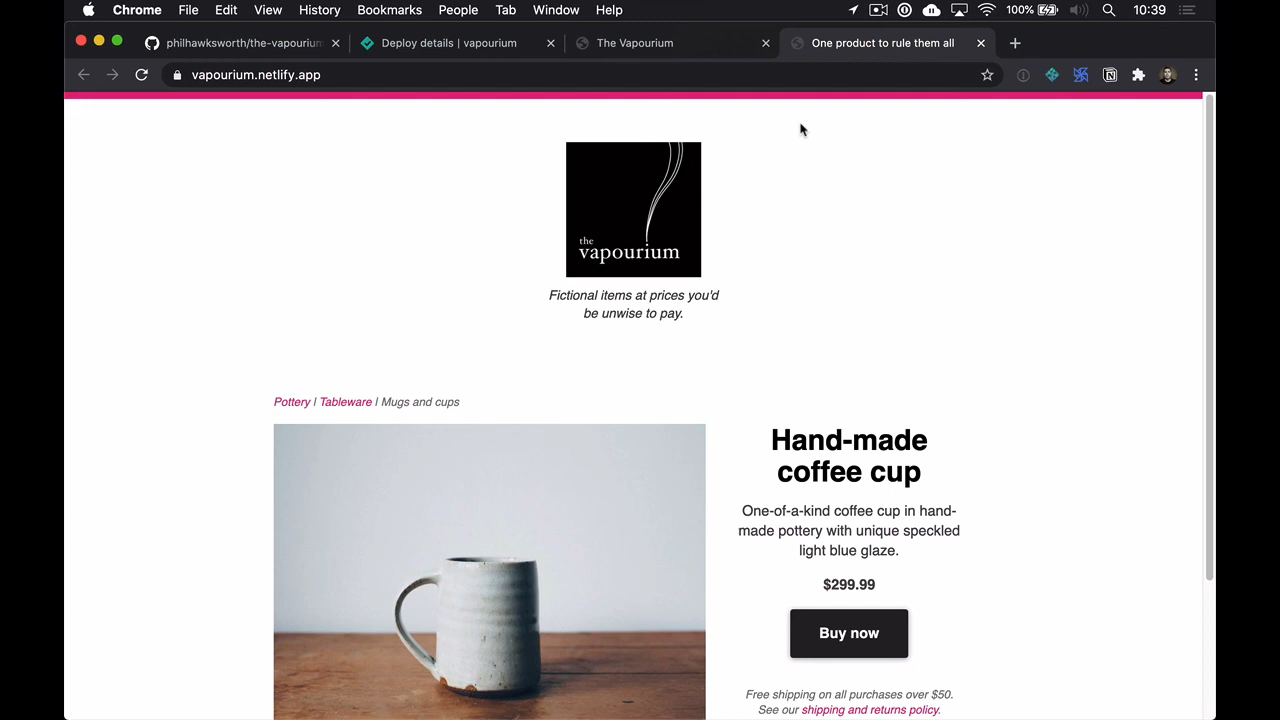 Chrome File Edit View History Bookmarks People Tab Window Help 100% 10:39
philhawksworth/the-vapourium Deploy details | vapourium The Vapourium One product to rule them all
vapourium.netlify.app
the
vapourium
Fictional items at prices you'd
be unwise to pay.
Pottery | Tableware | Mugs and cups
Hand-made
coffee cup
One-of-a-kind coffee cup in hand-
made pottery with unique speckled
light blue glaze.
$299.99
Buy now
Free shipping on all purchases over $50.
See our shipping and returns policy.